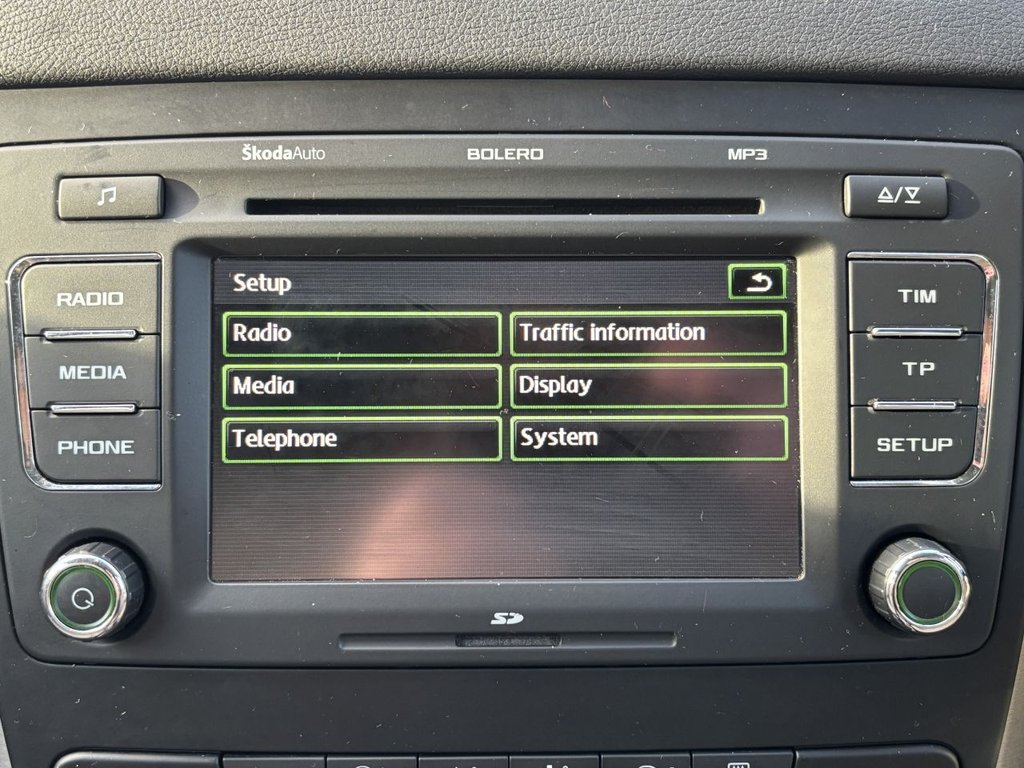 ŠkodaAuto BOLERO MP3
RADIO
MEDIA
PHONE
Setup
Radio Traffic information
Media Display
Telephone System
TIM
TP
SETUP
SD